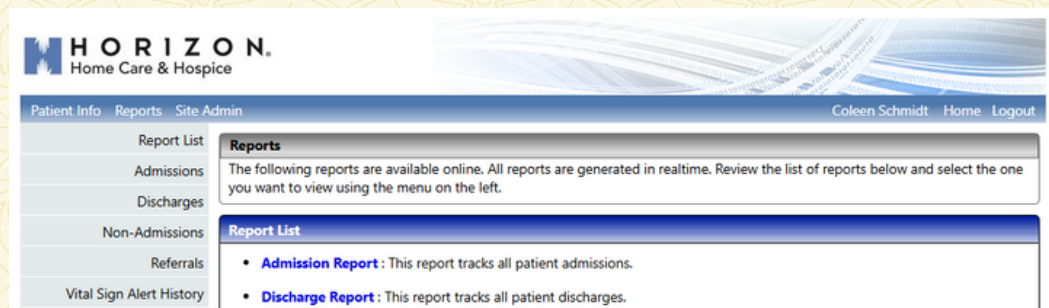 HORIZON.
Home Care & Hospice
Patient Info Reports Site Admin Coleen Schmidt Home Logout
Report List
Admissions
Discharges
Non-Admissions
Referrals
Vital Sign Alert History
Reports
The following reports are available online. All reports are generated in realtime. Review the list of reports below and select the one
you want to view using the menu on the left.
Report List
• Admission Report : This report tracks all patient admissions.
• Discharge Report : This report tracks all patient discharges.